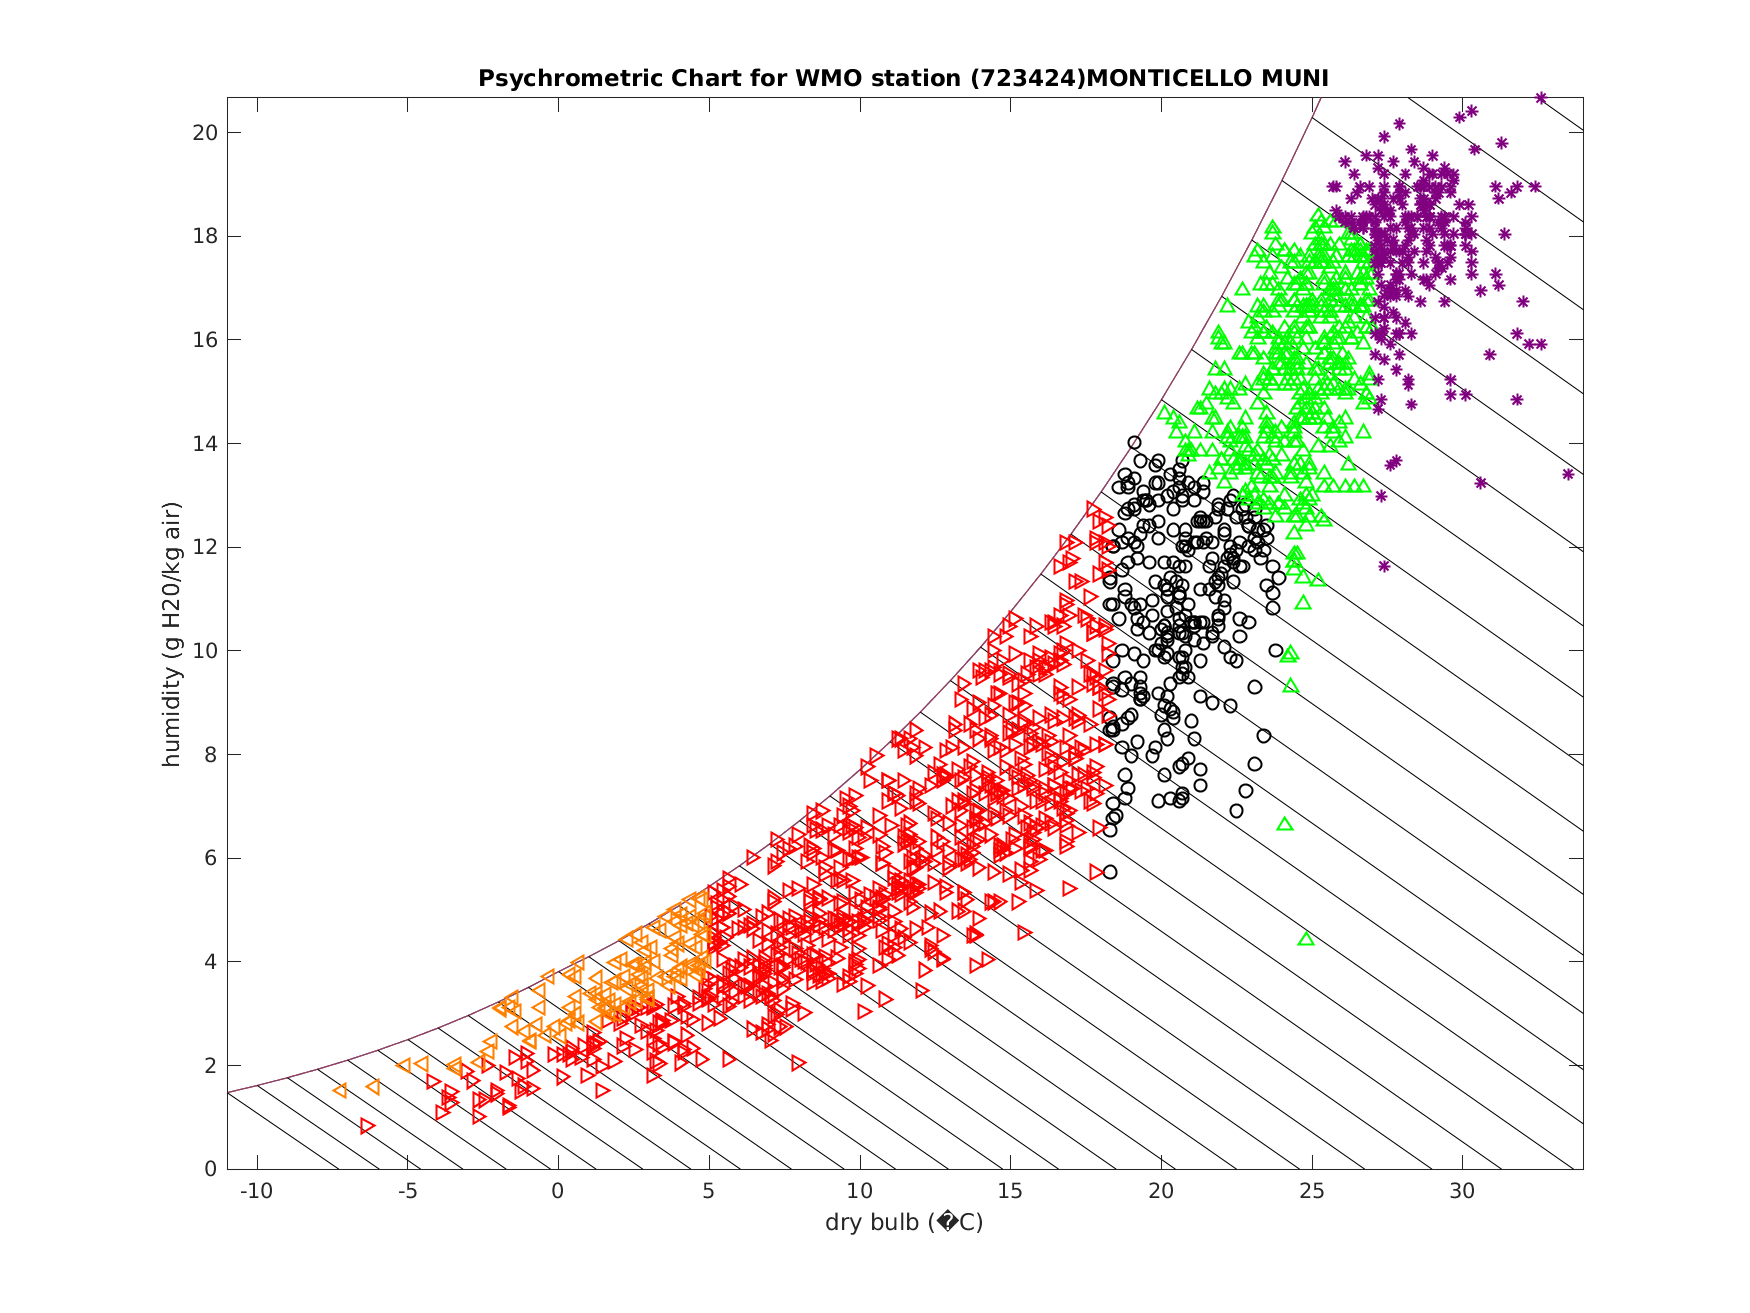 Psychrometric Chart for WMO station (723424)MONTICELLO MUNI
20
18
16
14
12
10
8
6
4
2
0
humidity (g H20/kg air)
-10 -5 0 5 10 15 20 25 30
dry bulb (�C)